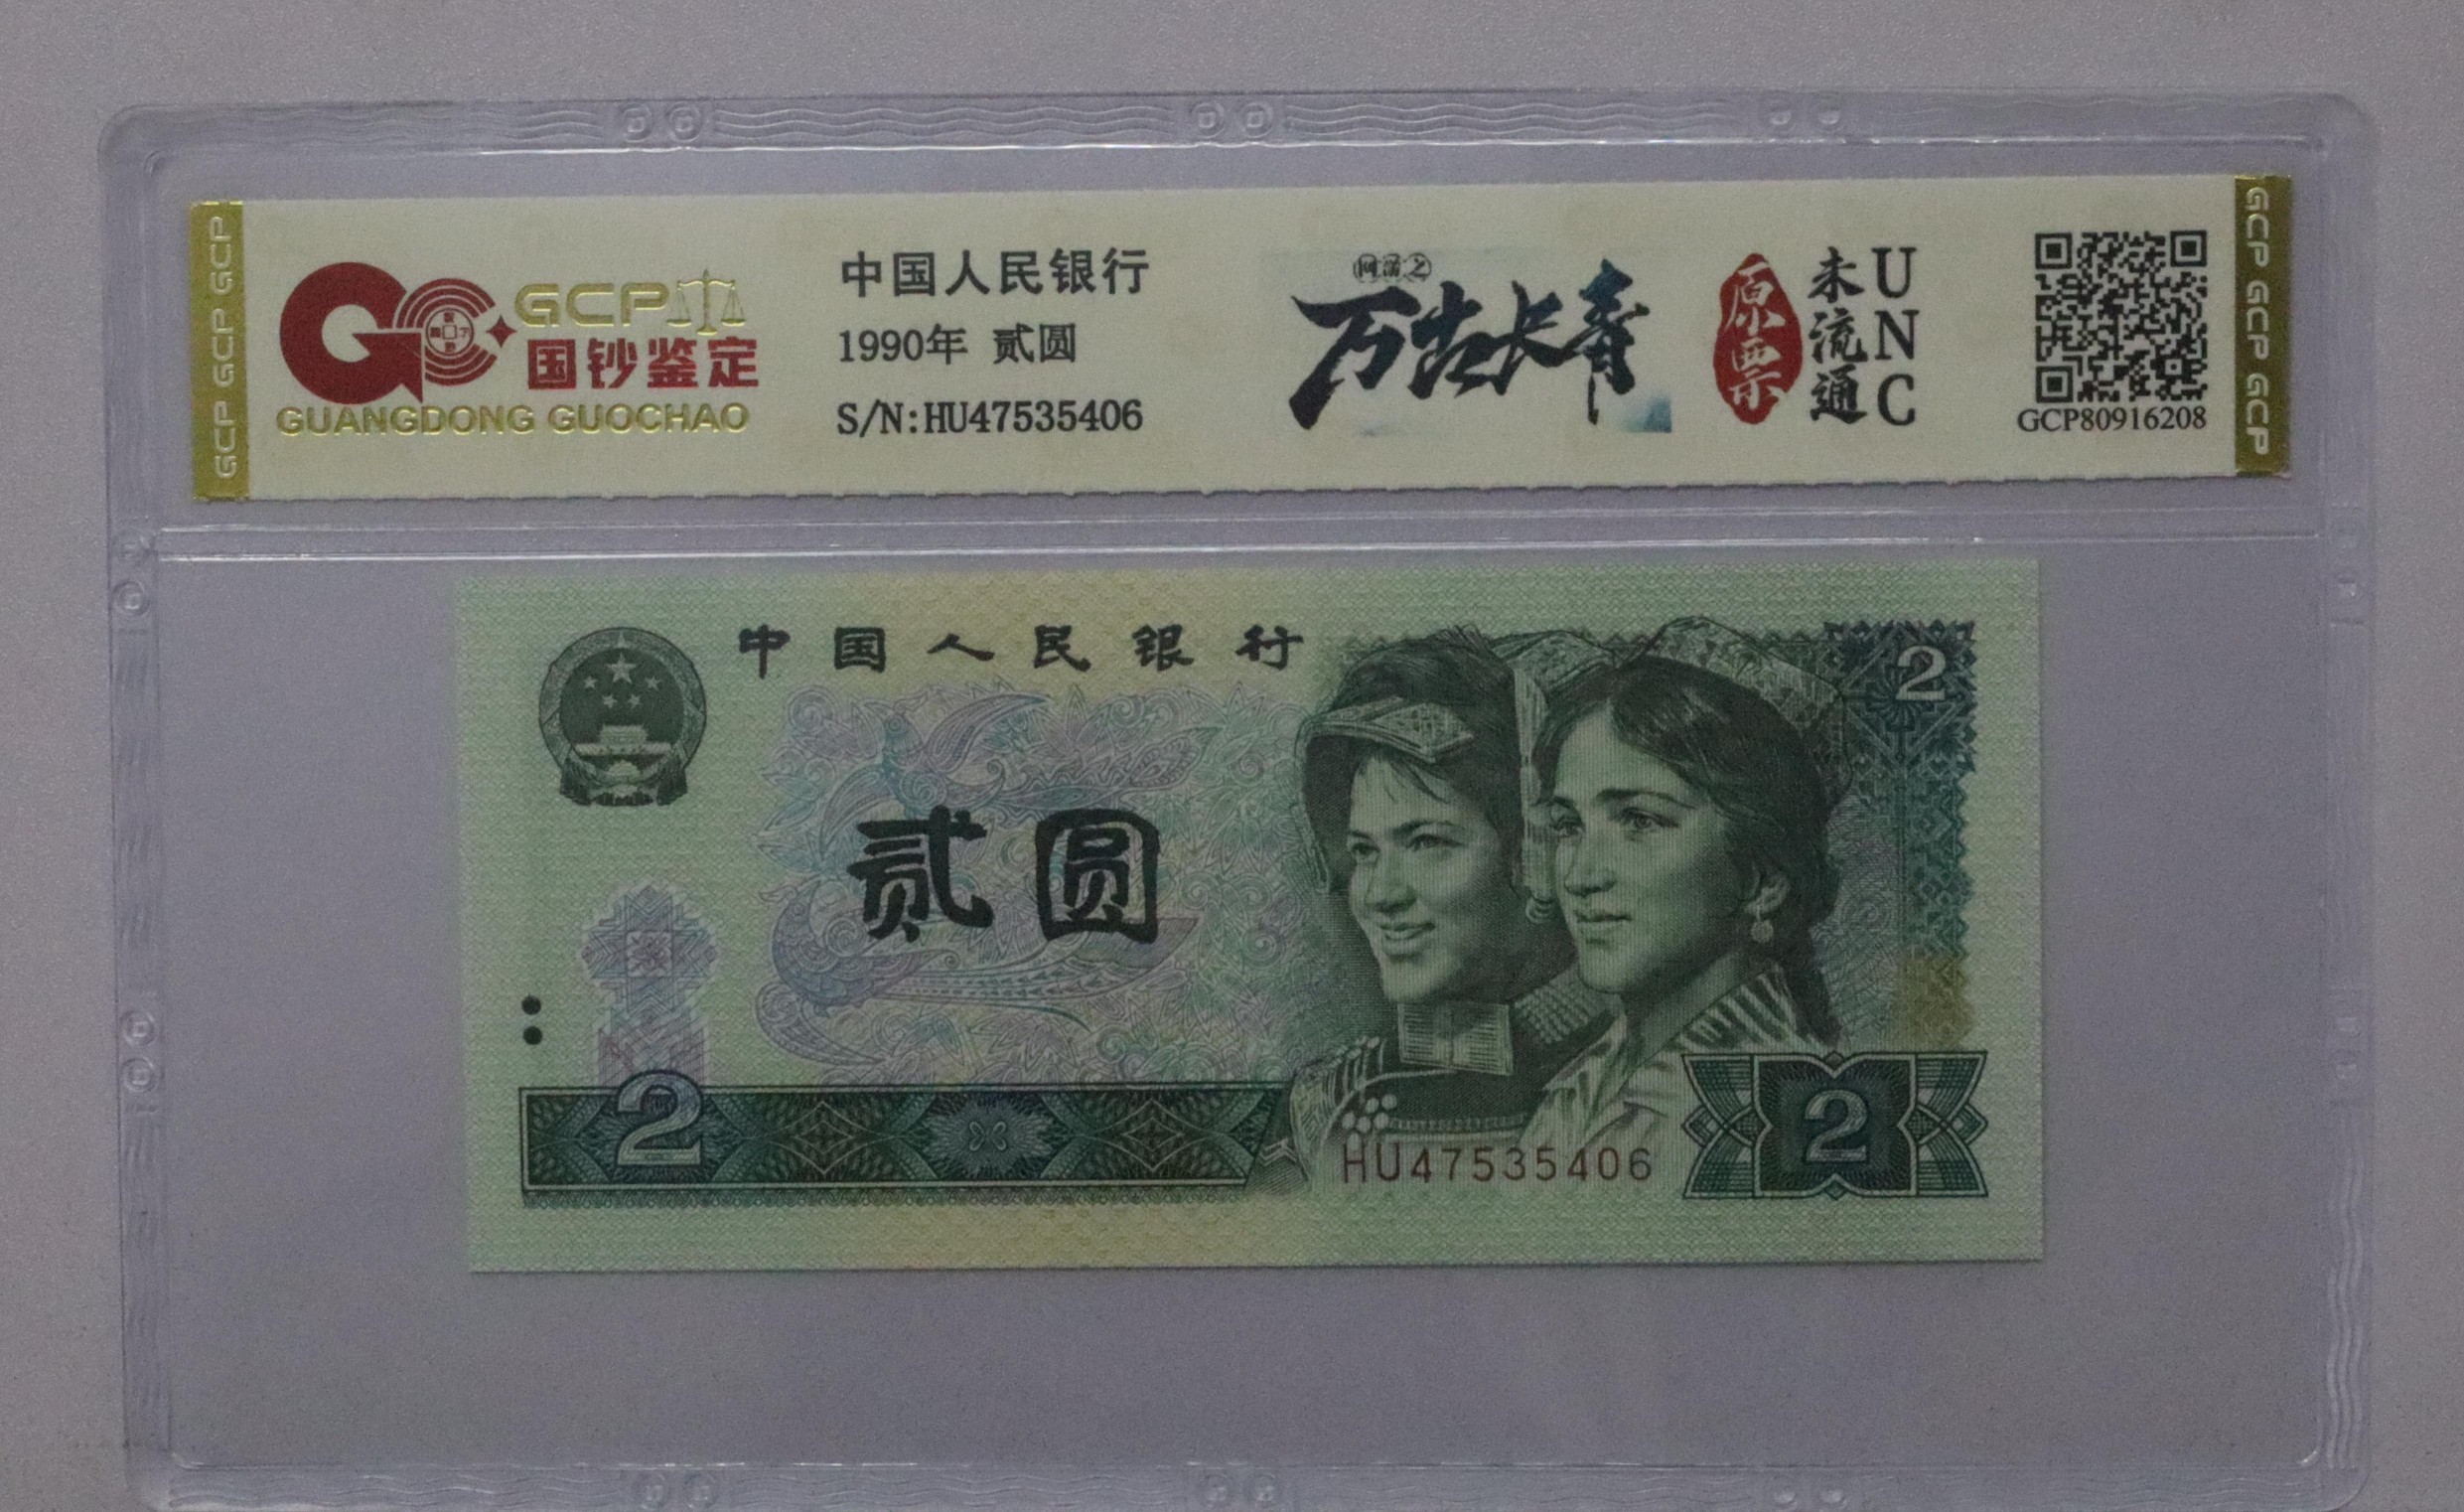 GCP GCP GCP
GCP
国钞鉴定
GUANGDONG GUOCHAO
中国人民银行
1990年 贰圆
S/N:HU47535406
万古长青
原票
未流通
UNC
GCP80916208
GCP GCP GCP
中国人民银行
2
贰圆
2
HU47535406
2